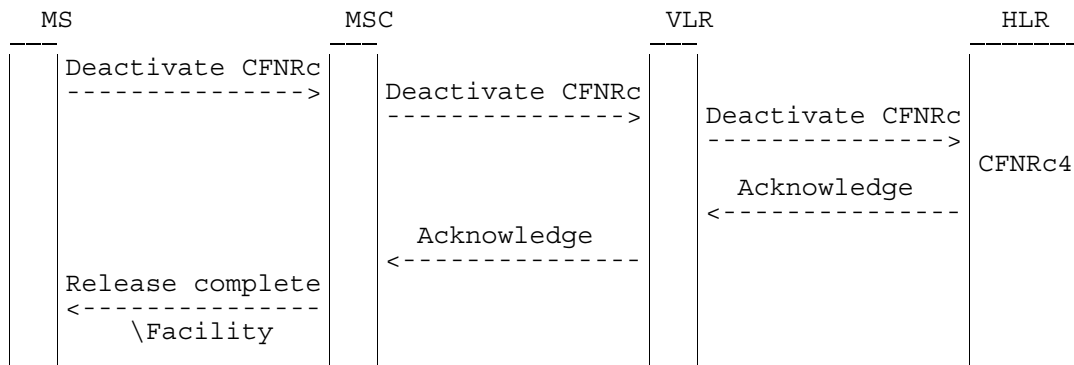 MS MSC VLR HLR
Deactivate CFNRc
Deactivate CFNRc
Deactivate CFNRc
CFNRc4
Acknowledge
Acknowledge
Release complete
\Facility